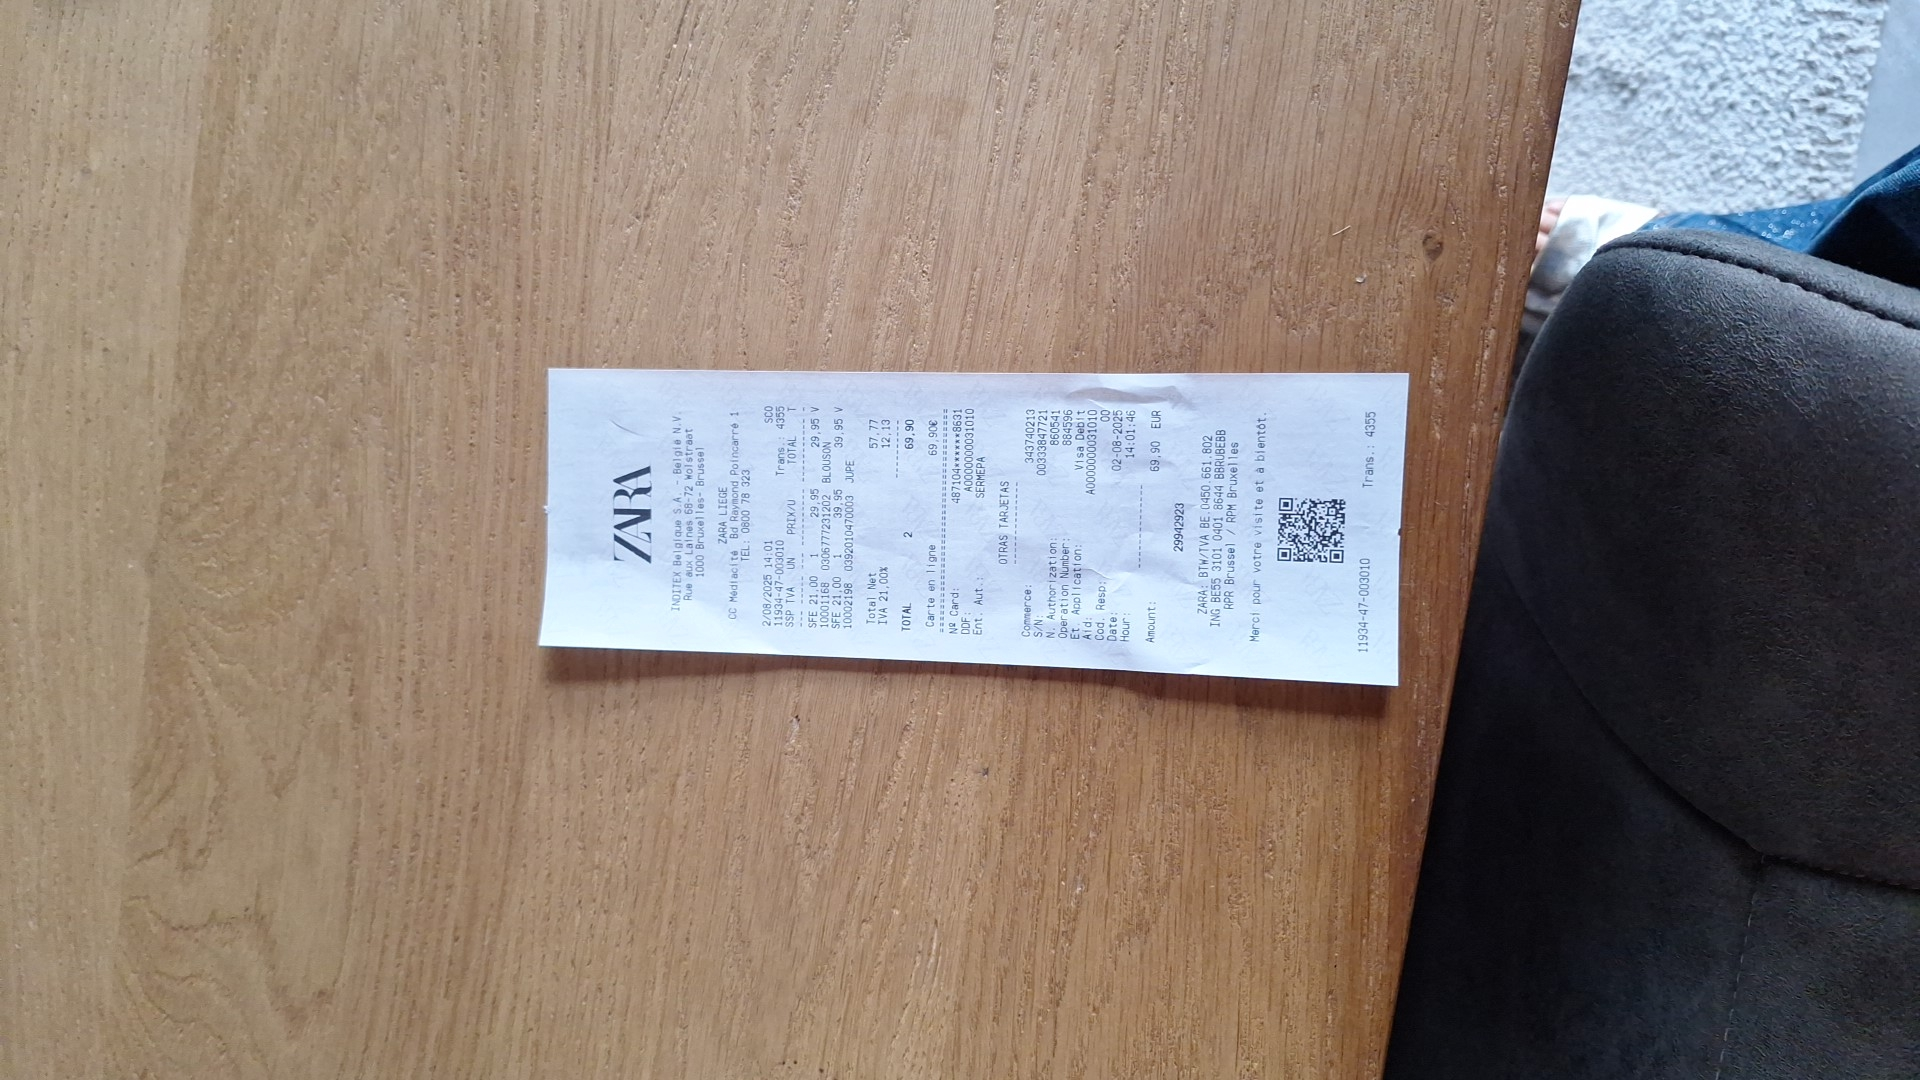 ZARA
INDITEX Belgique S.A. - België N.V.
Rue aux Laines 68-72 Wolstraat
1000 Bruxelles- Brussel
ZARA LIEGE
CC Médiacité Bd Raymond Poincarré 1
TEL: 0800 78 323
2/08/2025 14:01 SCO
11934-47-003010 Trans.: 4355
SSP TVA UN PRIX/U TOTAL T
SFE 21,00 1 29,95 29,95 V
10001168 03067777231202 BLOUSON
SFE 21,00 1 39,95 39,95 V
10002198 03920104700003 JUPE
Total Net 57,77
IVA 21,00% 12,13
TOTAL 2 69,90
Carte en ligne 69,90€
Nº Card: 487104******8631
DDF: A0000000031010
Ent. Aut.: SERMEPA
OTRAS TARJETAS
Commerce: 343740213
S/N: 00333847721
N. Authorization: 860541
Operation Number: 884596
Et. Application: Visa Debit
Aid: A0000000031010
Cod. Resp: 00
Date: 02-08-2025
Hour: 14:01:46
Amount: 69,90 EUR
29942923
ZARA: BTW/TVA BE.0450.661.802
ING BE55 3101 0401 8644 BBRUBEBB
RPR Brussel / RPM Bruxelles
Merci pour votre visite et à bientôt.
11934-47-003010 Trans.: 4355